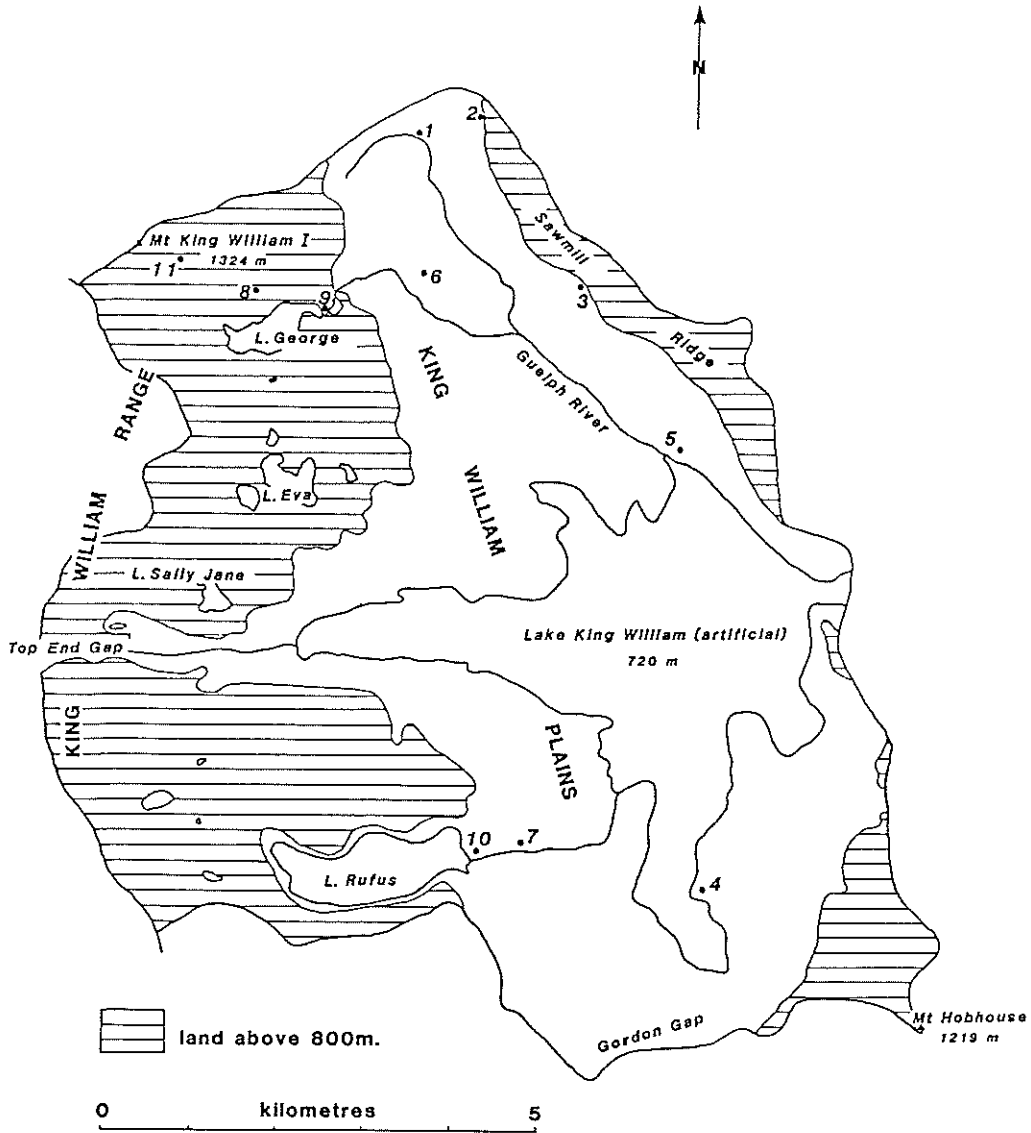 N
2
1
Sawmill
Mt King William I
1324 m
11
8
9
6
3
L. George
Ridge
KING
RANGE
Guelph River
5
L. Eva
WILLIAM
WILLIAM
L. Sally Jane
Lake King William (artificial)
720 m
Top End Gap
KING
PLAINS
10
7
L. Rufus
4
Gordon Gap
Mt Hobhouse
1219 m
land above 800m.
0 kilometres 5